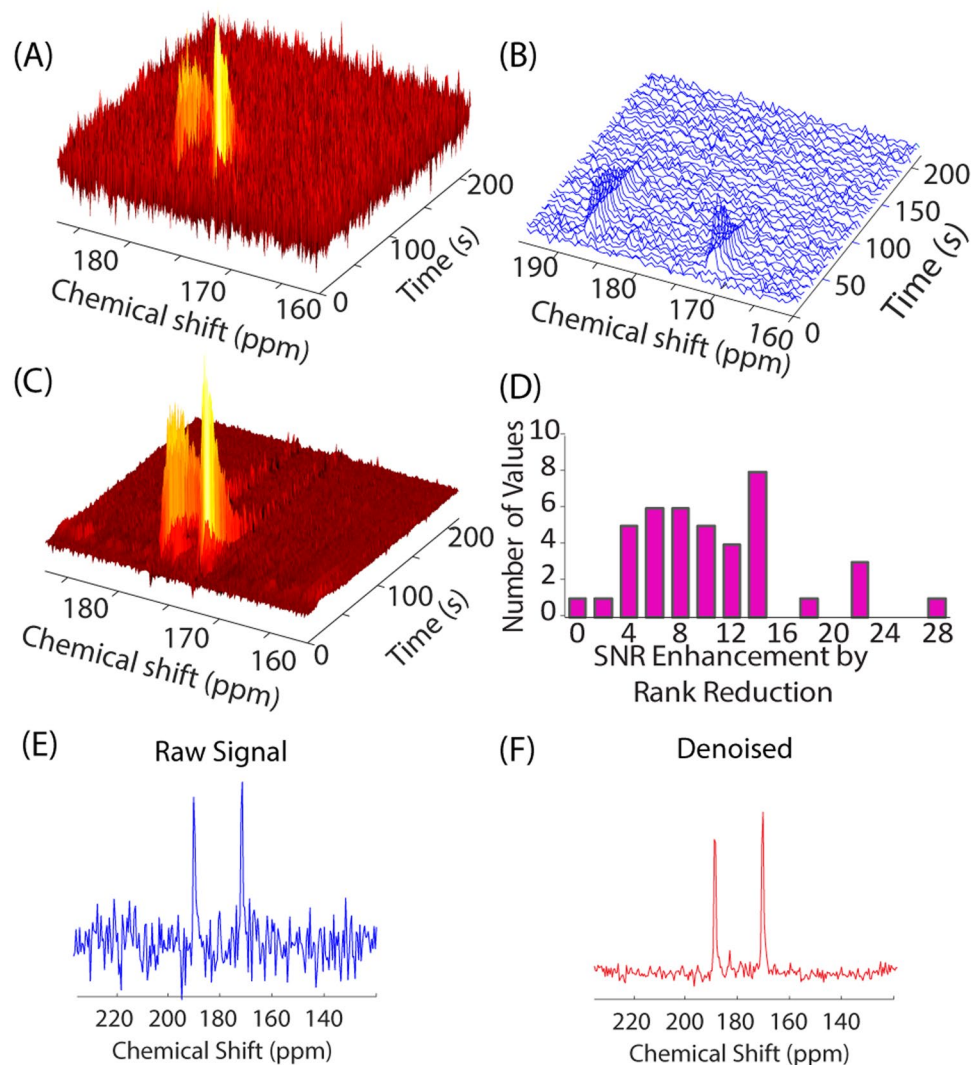 (A)
180
170
160
Chemical shift (ppm)
0
100
200
Time (s)
(B)
190
180
170
160
Chemical shift (ppm)
0
50
100
150
200
Time (s)
(C)
180
170
160
Chemical shift (ppm)
0
100
200
Time (s)
(D)
10
8
6
4
2
0
Number of Values
0 4 8 12 16 20 24 28
SNR Enhancement by
Rank Reduction
(E)
Raw Signal
220 200 180 160 140
Chemical Shift (ppm)
(F)
Denoised
220 200 180 160 140
Chemical Shift (ppm)